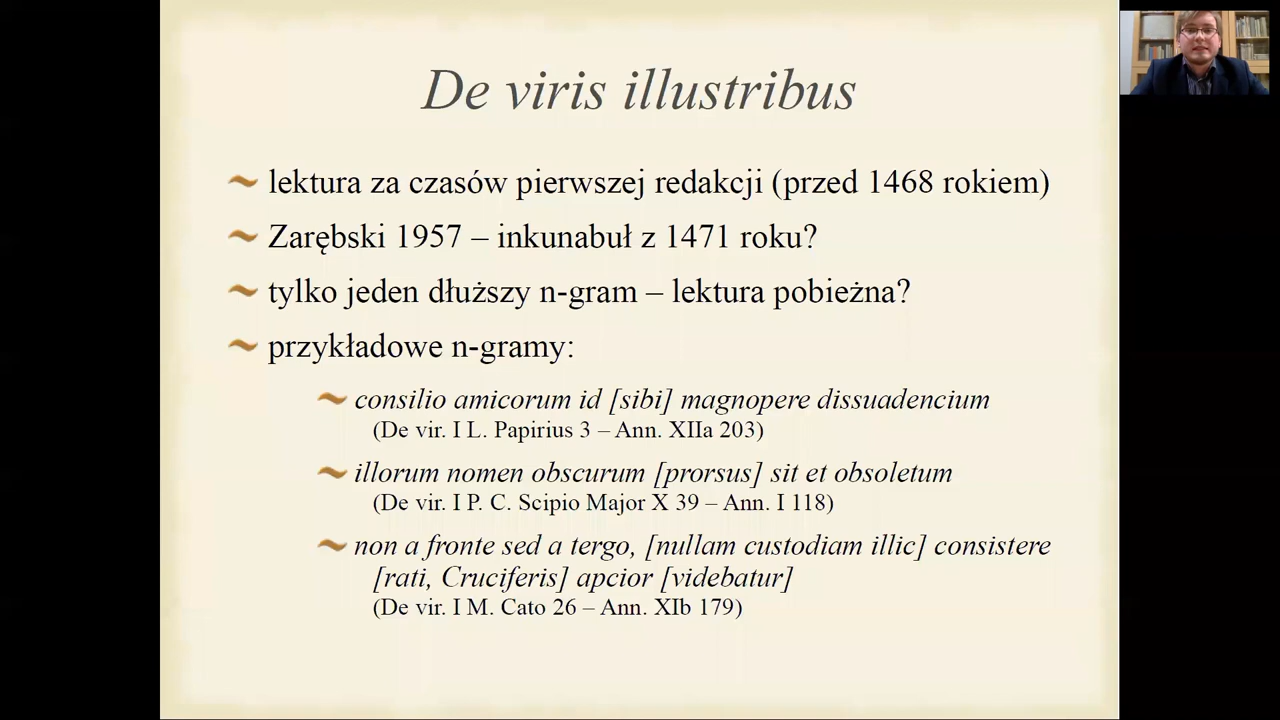 De viris illustribus
lektura za czasów pierwszej redakcji (przed 1468 rokiem)
Zarębski 1957 – inkunabuł z 1471 roku?
tylko jeden dłuższy n-gram – lektura pobieżna?
przykładowe n-gramy:
consilio amicorum id [sibi] magnopere dissuadencium
(De vir. I L. Papirius 3 – Ann. XIIa 203)
illorum nomen obscurum [prorsus] sit et obsoletum
(De vir. I P. C. Scipio Major X 39 – Ann. I 118)
non a fronte sed a tergo, [nullam custodiam illic] consistere
[rati, Cruciferis] apcior [videbatur]
(De vir. I M. Cato 26 – Ann. XIb 179)